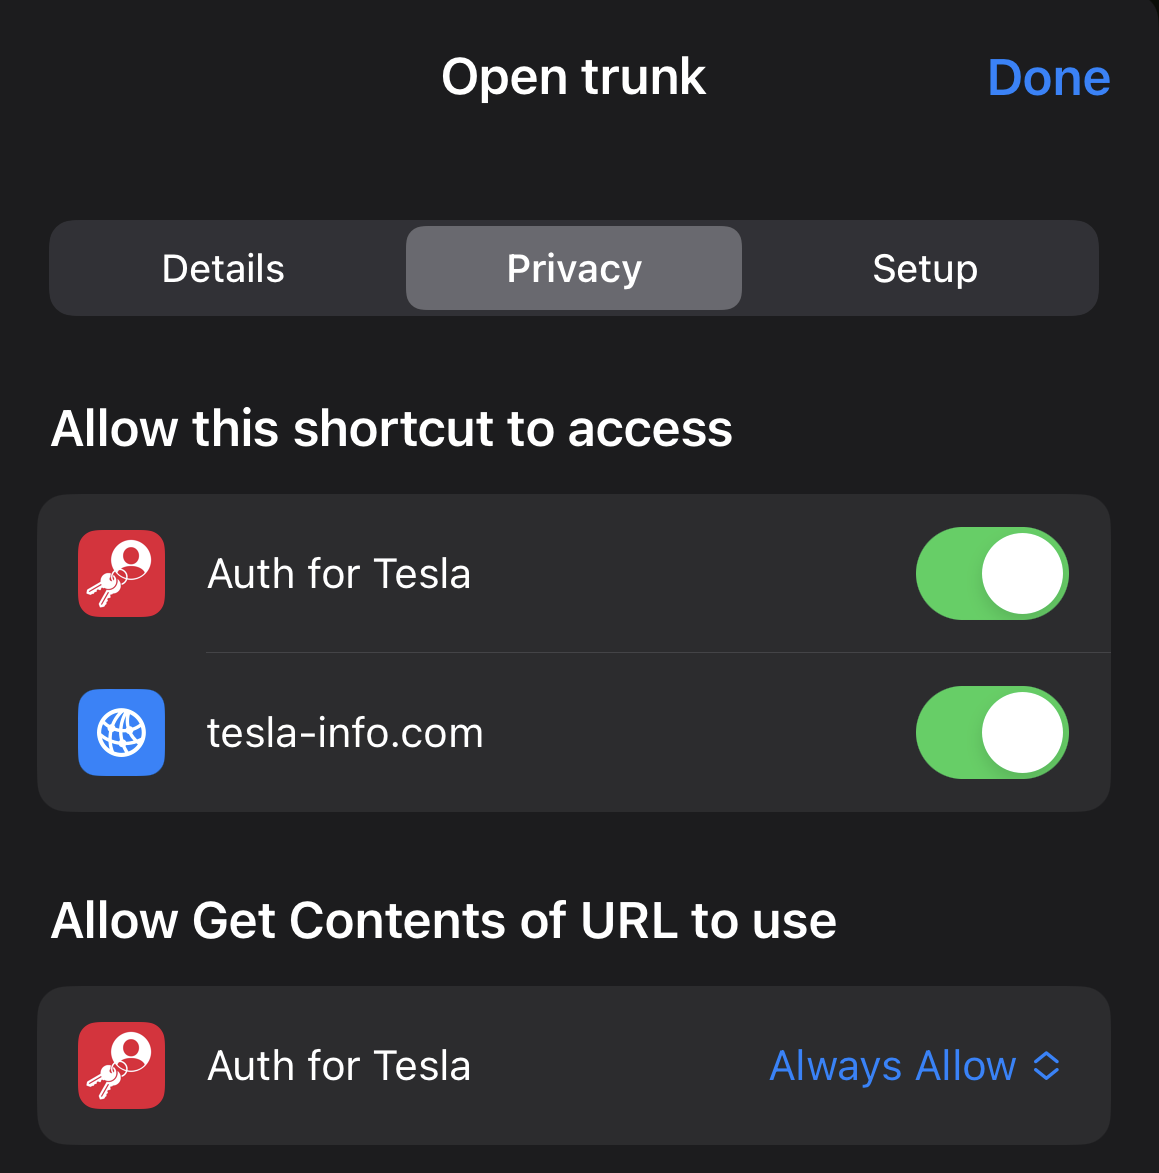 Open trunk
Done
Details
Privacy
Setup
Allow this shortcut to access
Auth for Tesla
tesla-info.com
Allow Get Contents of URL to use
Auth for Tesla
Always Allow